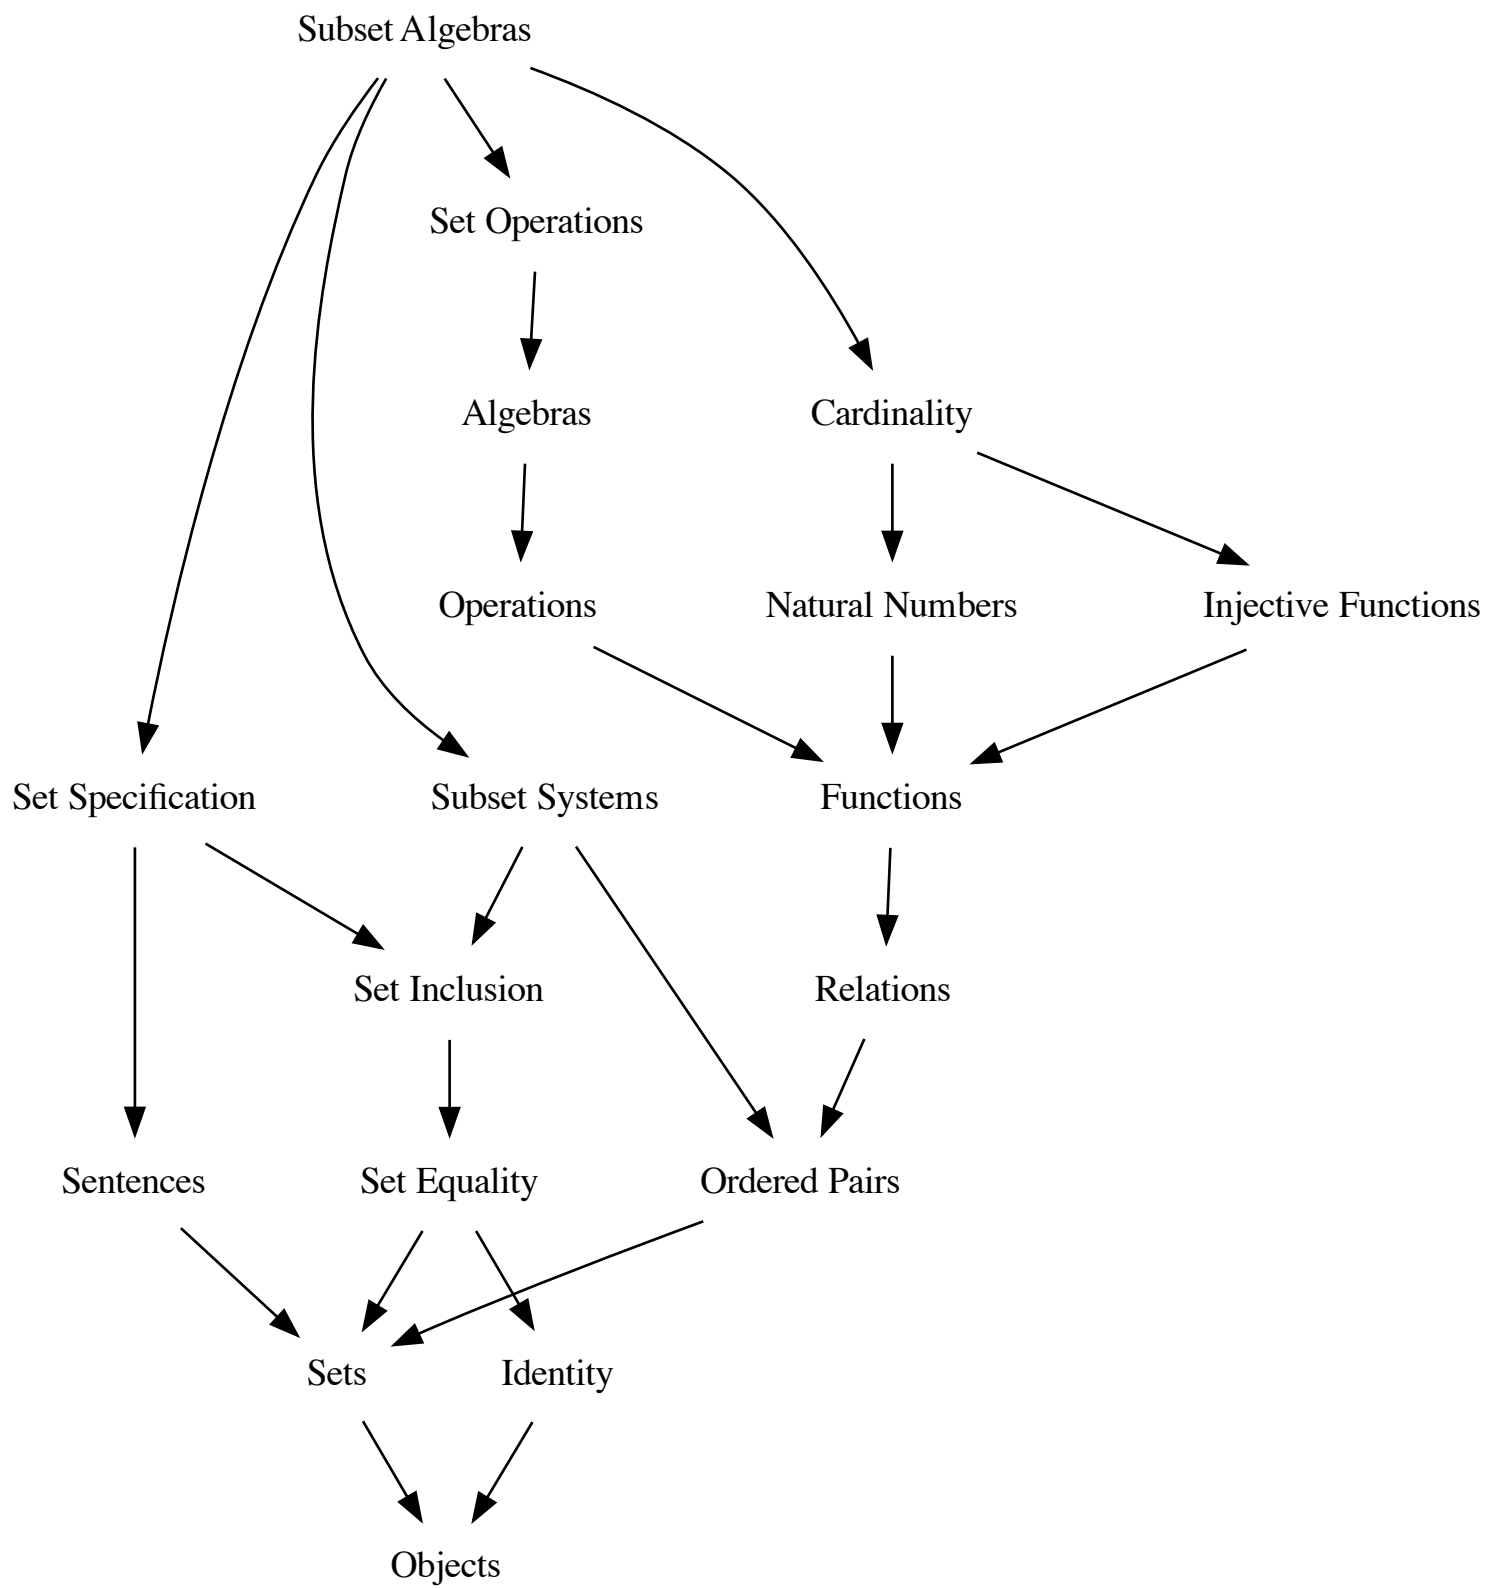 Subset Algebras
Set Operations
Algebras
Cardinality
Operations
Natural Numbers
Injective Functions
Set Specification
Subset Systems
Functions
Set Inclusion
Relations
Sentences
Set Equality
Ordered Pairs
Sets
Identity
Objects